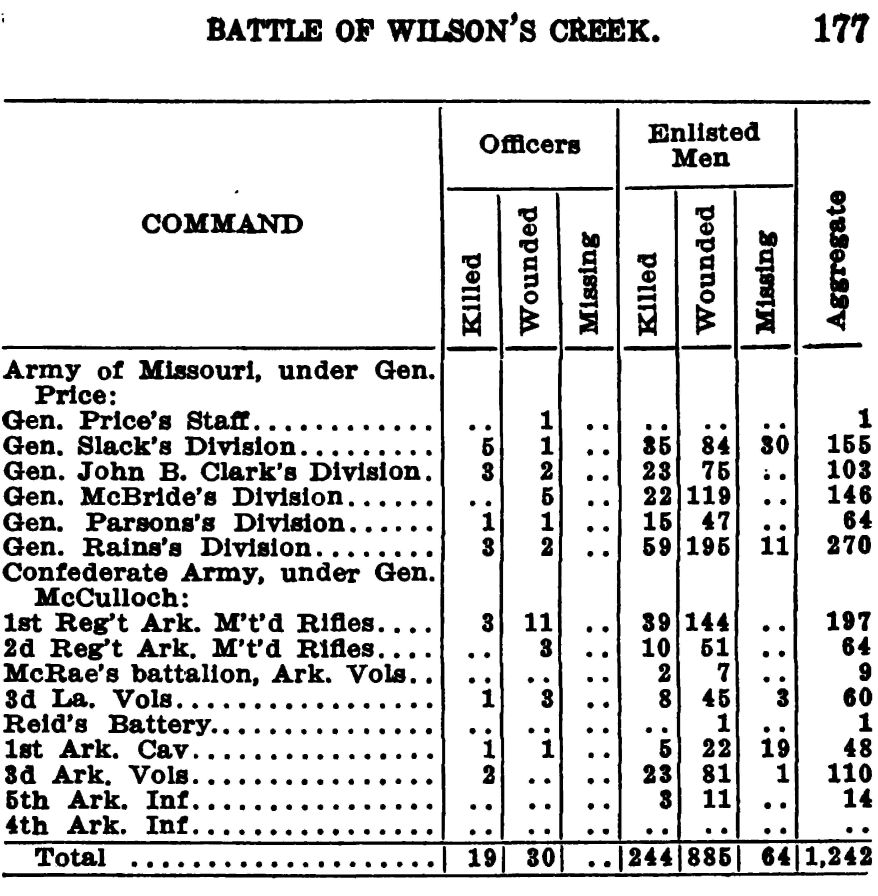 BATTLE OF WILSON'S CREEK. 177
COMMAND Officers Enlisted Men Aggregate
Killed Wounded Missing Killed Wounded Missing
Army of Missouri, under Gen.
Price:
Gen. Price's Staff............ .. 1 .. .. .. .. 1
Gen. Slack's Division......... 5 1 .. 35 84 30 155
Gen. John B. Clark's Division. 3 2 .. 23 75 .. 103
Gen. McBride's Division....... .. 5 .. 22 119 .. 146
Gen. Parsons's Division...... 1 1 .. 15 47 .. 64
Gen. Rains's Division......... 3 2 .. 59 195 11 270
Confederate Army, under Gen.
McCulloch:
1st Reg't Ark. M't'd Rifles.... 3 11 .. 39 144 .. 197
2d Reg't Ark. M't'd Rifles.... .. 3 .. 10 51 .. 64
McRae's battalion, Ark. Vols.. .. .. .. 2 7 .. 9
3d La. Vols.................. 1 3 .. 8 45 3 60
Reid's Battery............... .. .. .. .. 1 .. 1
1st Ark. Cav................. 1 1 .. 5 22 19 48
3d Ark. Vols................. 2 .. .. 23 81 1 110
5th Ark. Inf................. .. .. .. 3 11 .. 14
4th Ark. Inf................. .. .. .. .. .. .. ..
Total .................... 19 30 .. 244 885 64 1,242